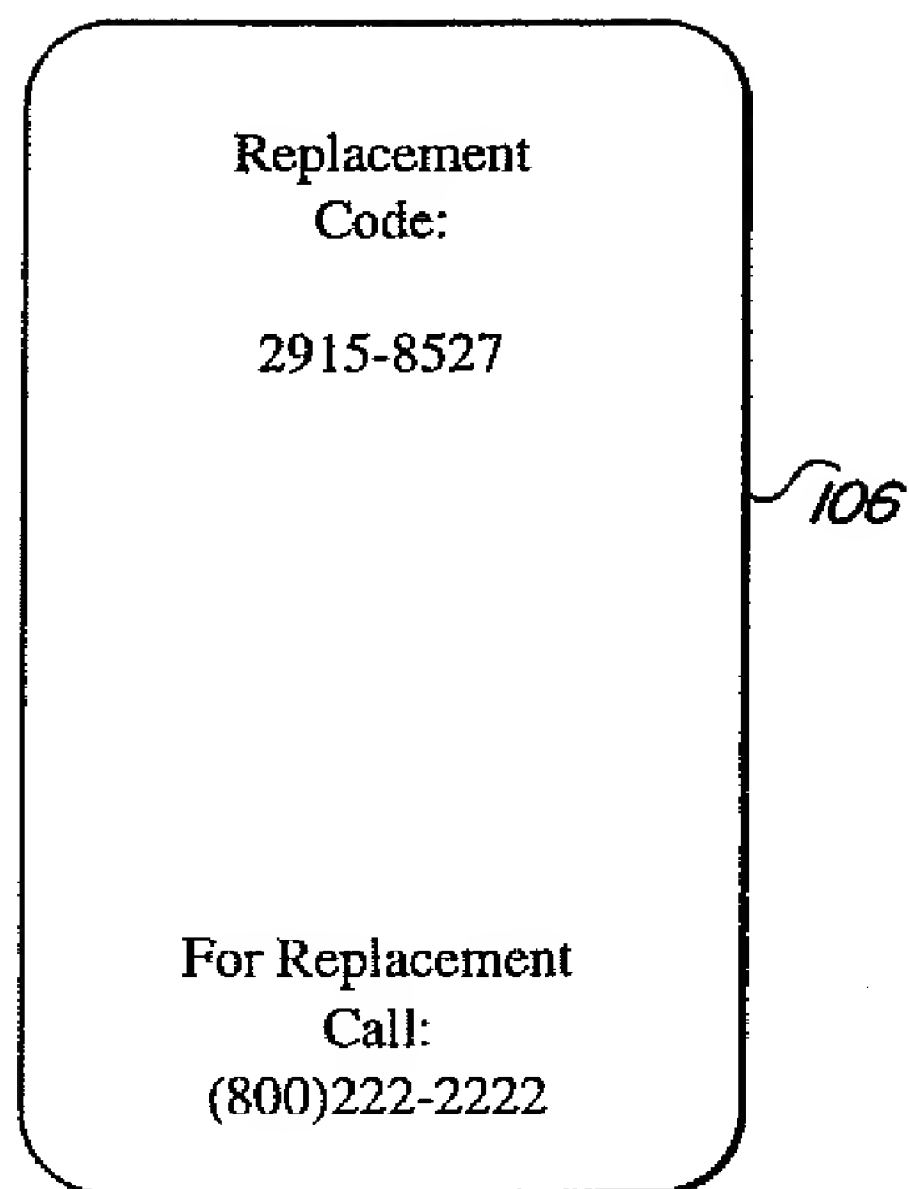 Replacement
Code:
2915-8527
106
For Replacement
Call:
(800)222-2222